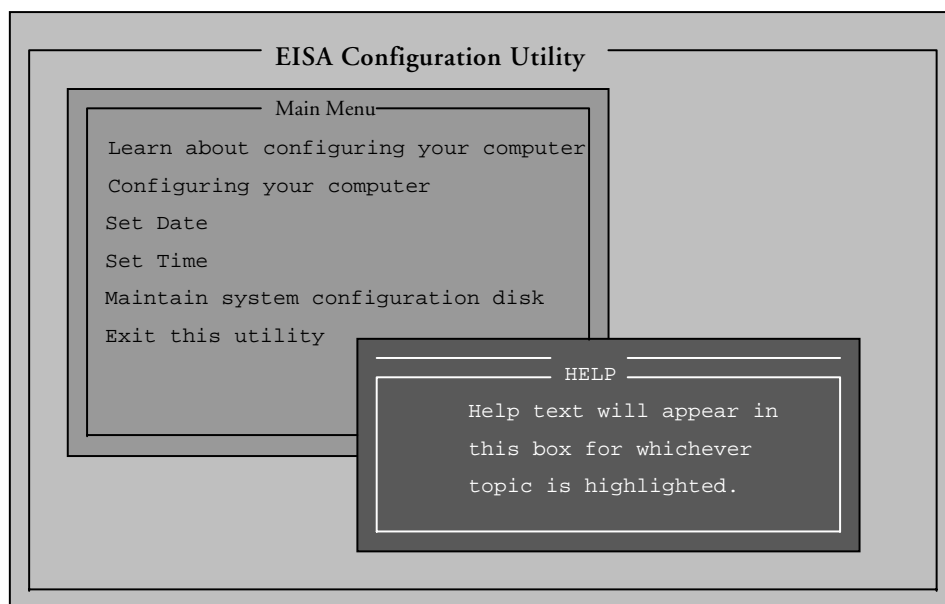 EISA Configuration Utility
Main Menu
Learn about configuring your computer
Configuring your computer
Set Date
Set Time
Maintain system configuration disk
Exit this utility
HELP
Help text will appear in
this box for whichever
topic is highlighted.